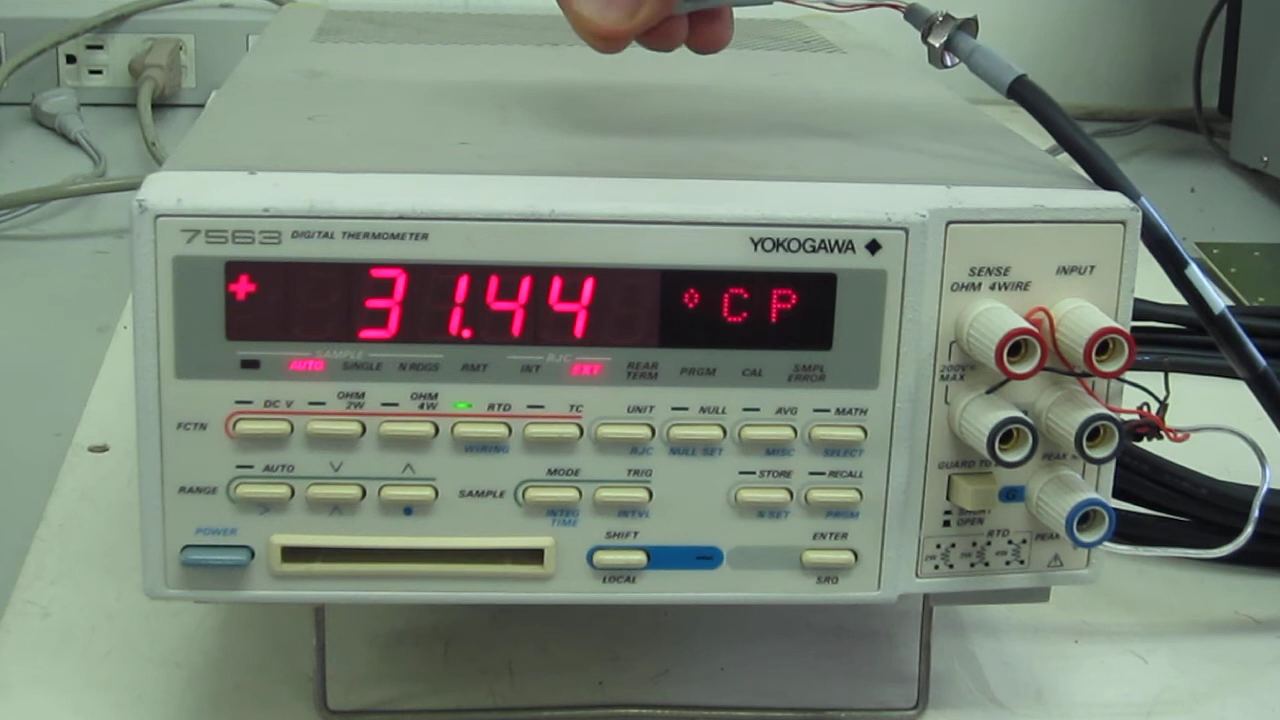 7563 DIGITAL THERMOMETER
YOKOGAWA
+ 31.44 °C P
SAMPLE
RJC
AUTO SINGLE N RDGS RMT INT EXT REAR TERM PRGM CAL SMPL ERROR
DC V OHM 2W OHM 4W RTD TC UNIT NULL AVG MATH
FCTN
WIRING RJC NULL SET MISC SELECT
AUTO MODE TRIG STORE RECALL
RANGE SAMPLE
INTEG TIME INTVL N SET PRGM
POWER SHIFT ENTER
LOCAL SRQ
SENSE INPUT
OHM 4WIRE
200Vpk MAX
GUARD TO
G
OPEN
RTD
2W 3W 4W